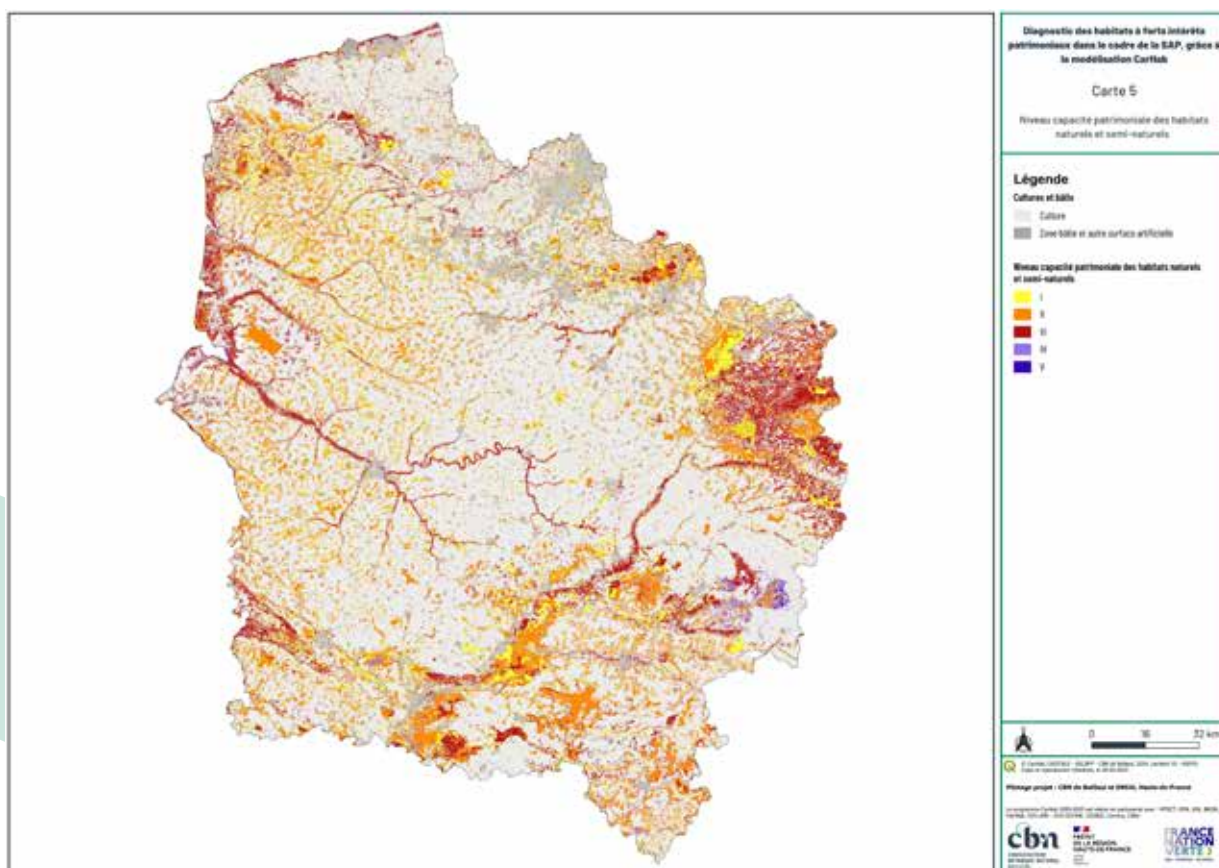 Diagnostic des habitats à forts intérêts
patrimoniaux dans le cadre de la SAP, grâce à
la modélisation CarHab
Carte 5
Niveau capacité patrimoniale des habitats
naturels et semi-naturels
Légende
Cultures et bâtis
Culture
Zone bâtie et autre surface artificielle
Niveau capacité patrimoniale des habitats naturels
et semi-naturels
I
II
III
IV
V
0 16 32 km
Pilotage projet : CBN de Bailleul et DREAL Hauts-de-France
cbn
CONSERVATOIRE
BOTANIQUE NATIONAL
PRÉFET
DE LA RÉGION
HAUTS-DE-FRANCE
FRANCE
NATION
VERTE